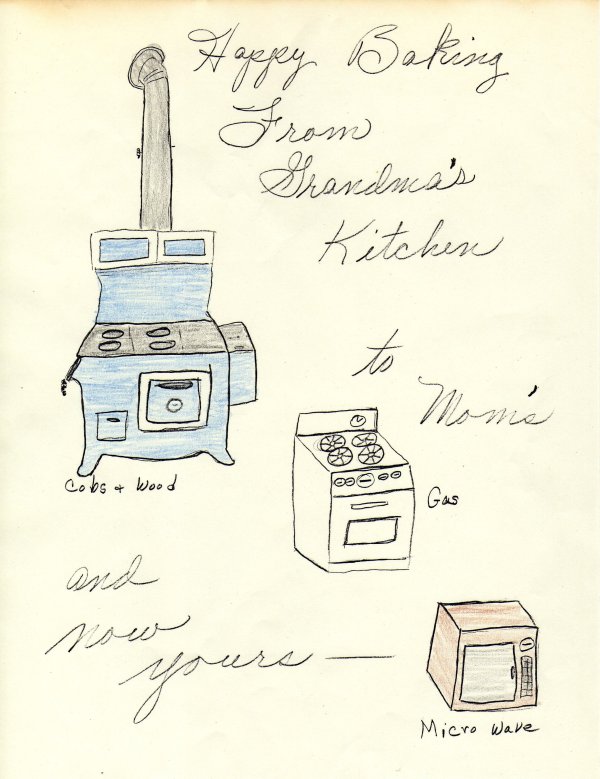 Happy Baking
From
Grandma's
Kitchen
to
Mom's
Cobs + Wood
Gas
and
now
yours —
Micro Wave